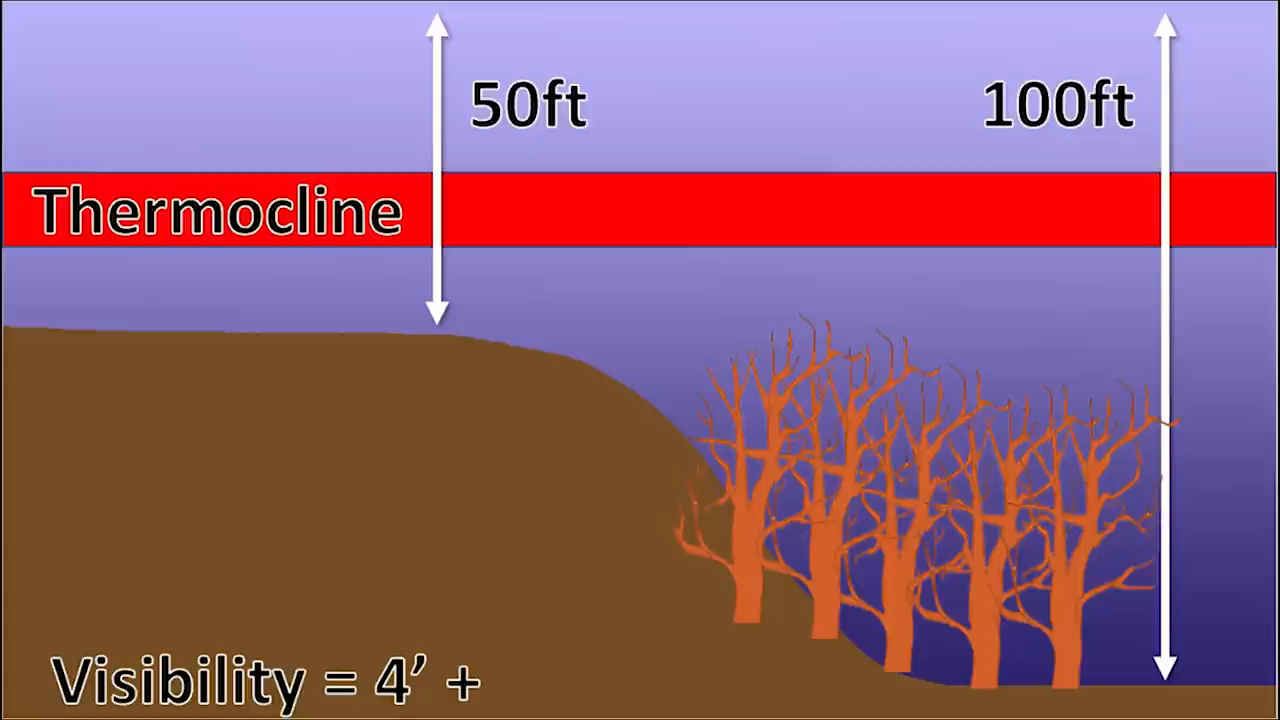 50ft
100ft
Thermocline
Visibility = 4’ +